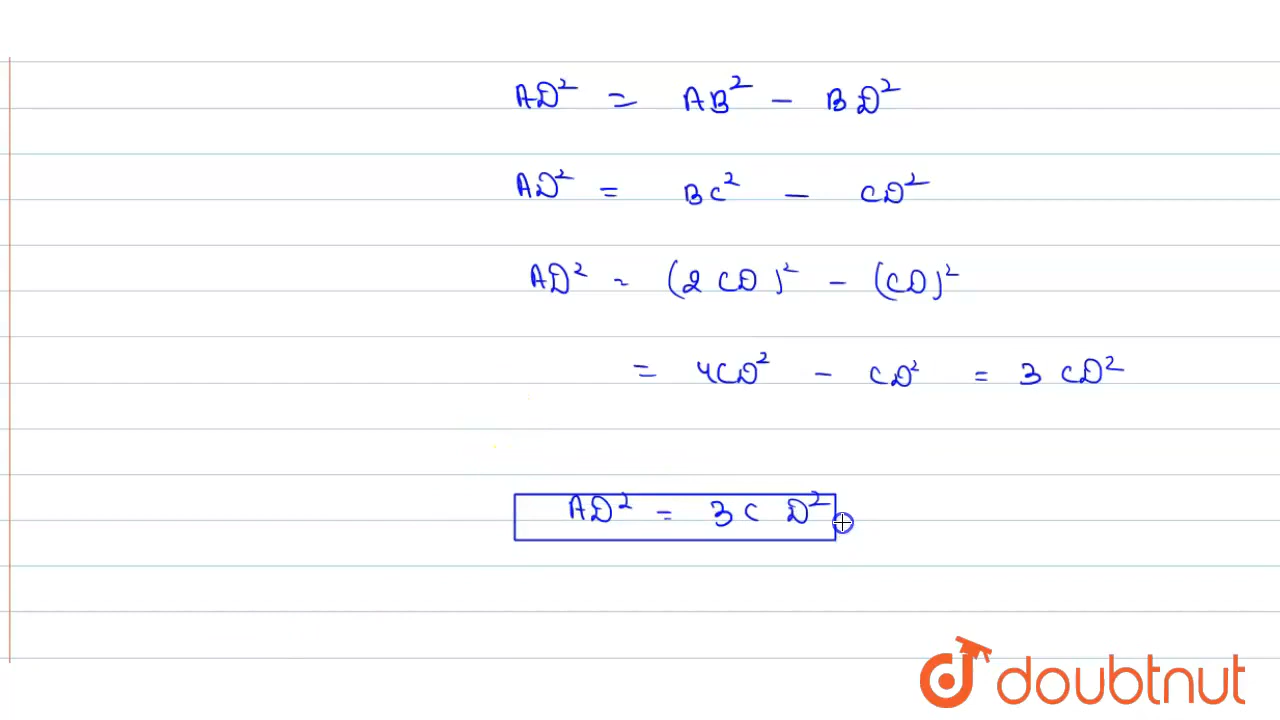 AD² = AB² - BD²
AD² = BC² - CD²
AD² = (2 CD)² - (CD)²
= 4CD² - CD² = 3 CD²
AD² = 3 CD²
doubtnut